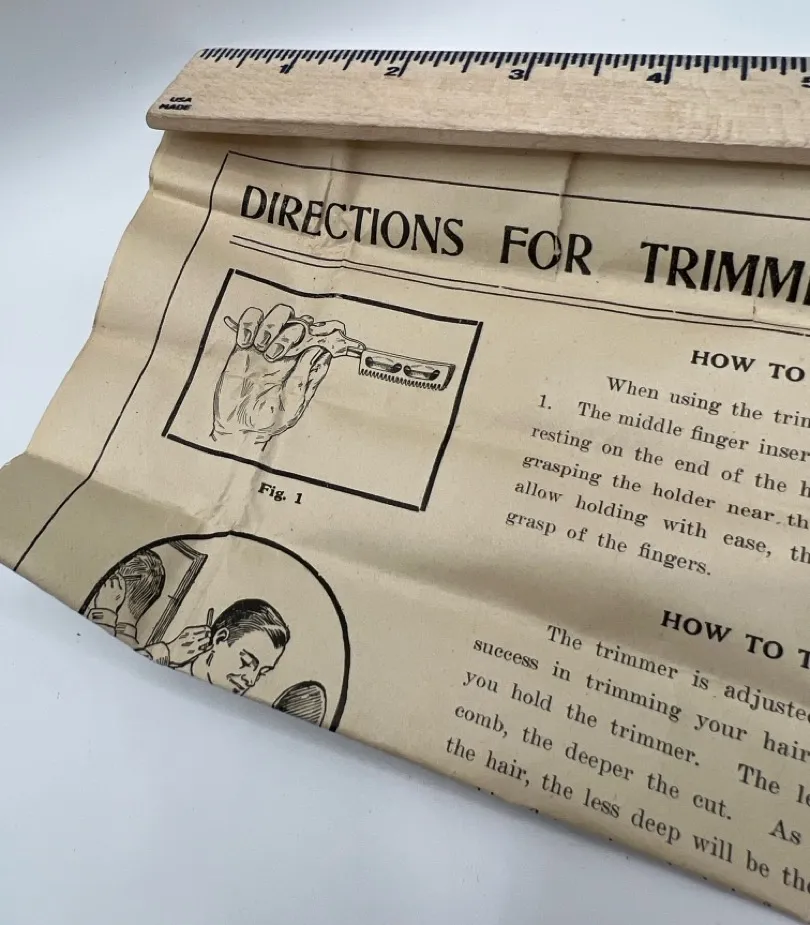 1 2 3 4
USA
MADE
DIRECTIONS FOR TRIMMI
HOW TO
When using the trim
1. The middle finger inser
resting on the end of the h
grasping the holder near th
allow holding with ease, th
grasp of the fingers.
Fig. 1
HOW TO T
The trimmer is adjusted
success in trimming your hair
you hold the trimmer. The le
comb, the deeper the cut. As
the hair, the less deep will be the